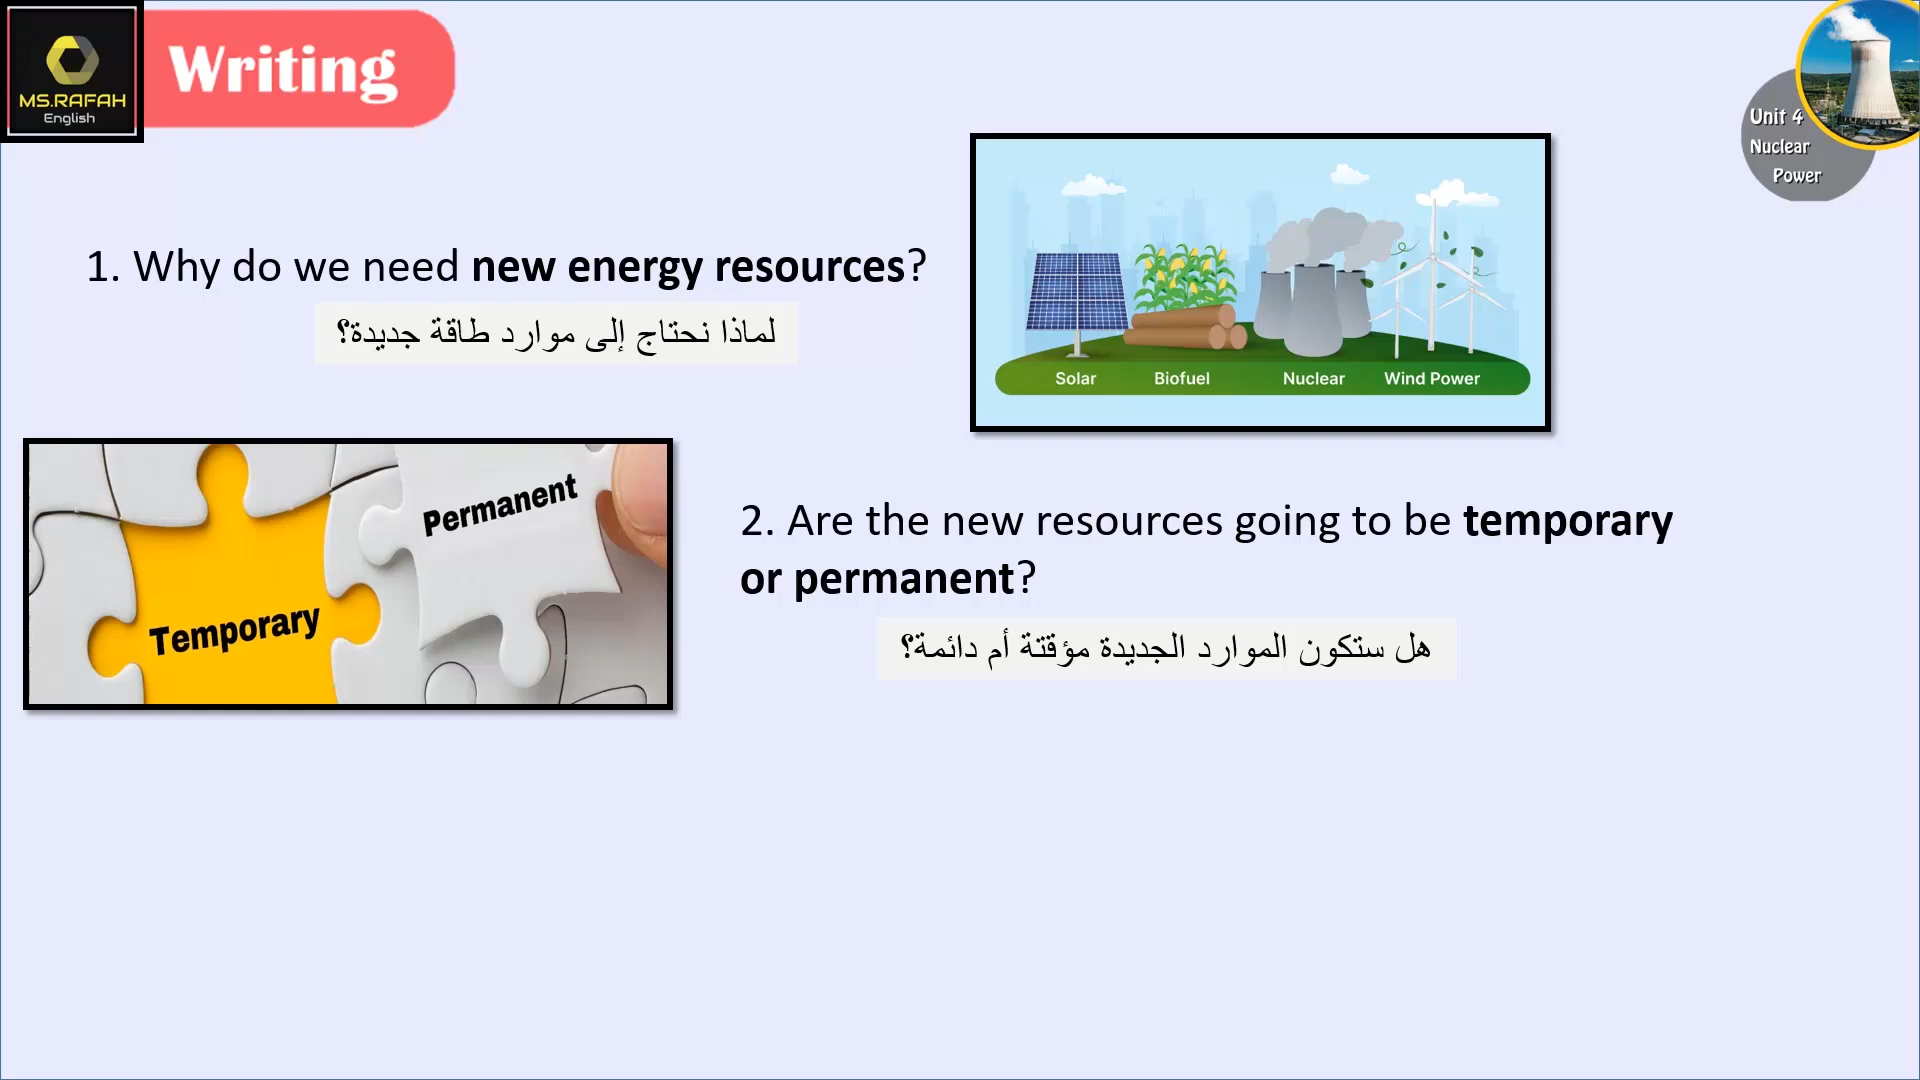 MS.RAFAH
English
Writing
Unit 4
Nuclear
Power
1. Why do we need new energy resources?
لماذا نحتاج إلى موارد طاقة جديدة؟
Solar Biofuel Nuclear Wind Power
Permanent
Temporary
2. Are the new resources going to be temporary
or permanent?
هل ستكون الموارد الجديدة مؤقتة أم دائمة؟